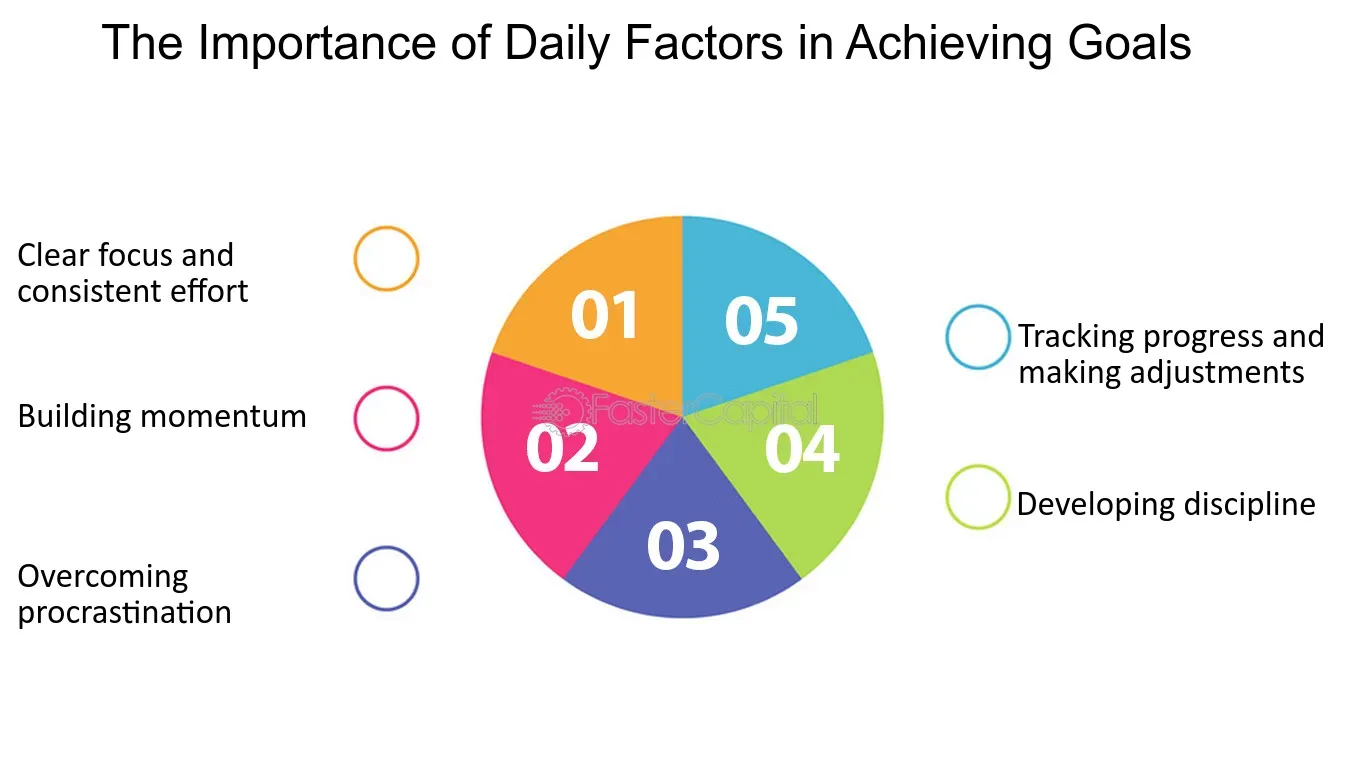 The Importance of Daily Factors in Achieving Goals
Clear focus and
consistent effort
Building momentum
Overcoming
procrastination
01
02
03
04
05
FasterCapital
Tracking progress and
making adjustments
Developing discipline